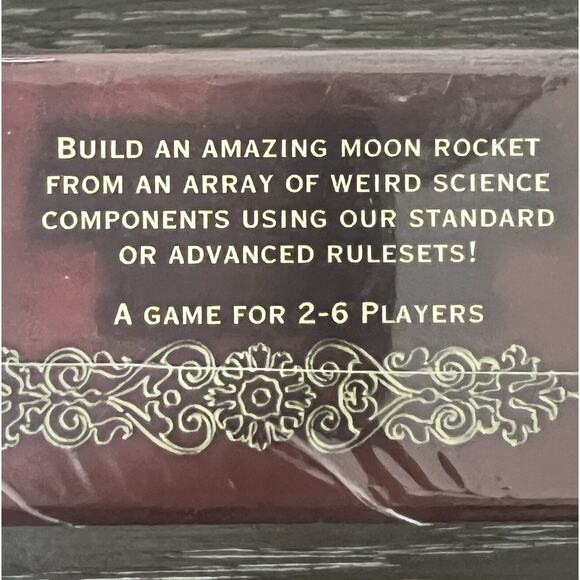 BUILD AN AMAZING MOON ROCKET
FROM AN ARRAY OF WEIRD SCIENCE
COMPONENTS USING OUR STANDARD
OR ADVANCED RULESETS!
A GAME FOR 2-6 PLAYERS